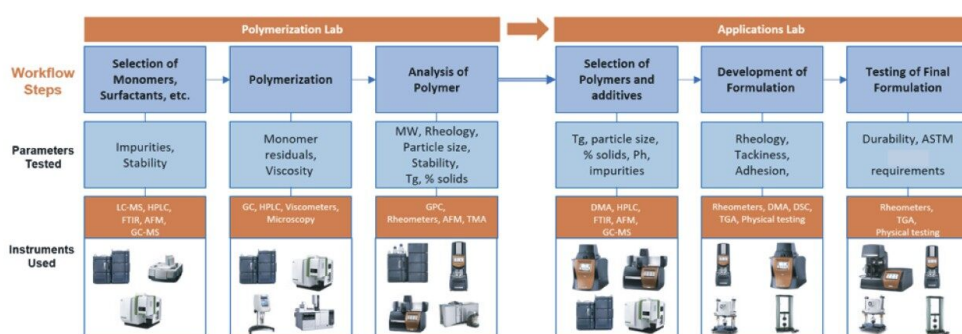 Polymerization Lab
Applications Lab
Workflow
Steps
Selection of
Monomers,
Surfactants, etc.
Polymerization
Analysis of
Polymer
Selection of
Polymers and
additives
Development of
Formulation
Testing of Final
Formulation
Parameters
Tested
Impurities,
Stability
Monomer
residuals,
Viscosity
MW, Rheology,
Particle size,
Stability,
Tg, % solids
Tg, particle size,
% solids, Ph,
impurities
Rheology,
Tackiness,
Adhesion,
Durability, ASTM
requirements
Instruments
Used
LC-MS, HPLC,
FTIR, AFM,
GC-MS
GC, HPLC, Viscometers,
Microscopy
GPC,
Rheometers, AFM, TMA
DMA, HPLC,
FTIR, AFM,
GC-MS
Rheometers, DMA, DSC,
TGA, Physical testing
Rheometers,
TGA,
Physical testing